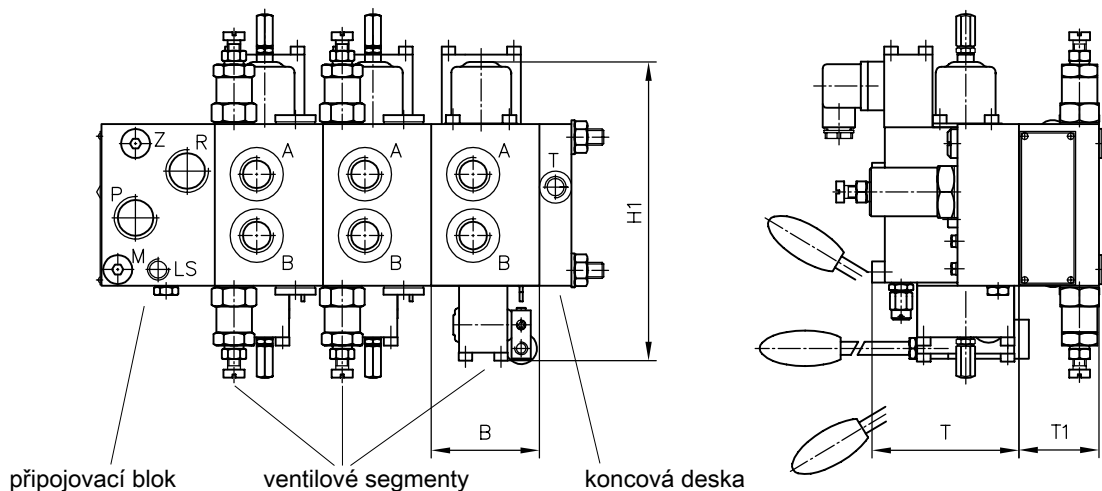 Z
R
A
A
A
T
P
M
LS
B
B
B
H1
B
T
T1
připojovací blok
ventilové segmenty
koncová deska